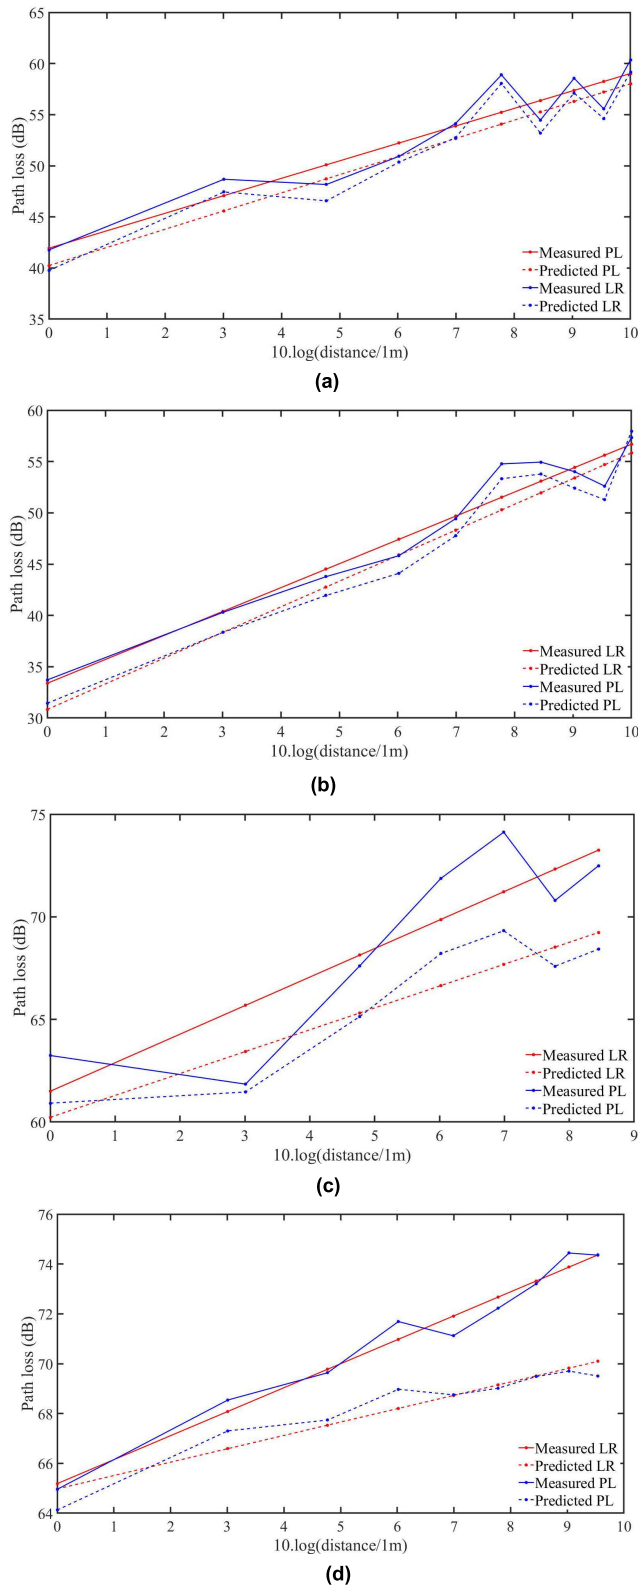 65
60
55
50
45
40
35
Path loss (dB)
Measured PL
Predicted PL
Measured LR
Predicted LR
0 1 2 3 4 5 6 7 8 9 10
10.log(distance/1m)
(a)
60
55
50
45
40
35
30
Path loss (dB)
Measured LR
Predicted LR
Measured PL
Predicted PL
0 1 2 3 4 5 6 7 8 9 10
10.log(distance/1m)
(b)
75
70
65
60
Path loss (dB)
Measured LR
Predicted LR
Measured PL
Predicted PL
0 1 2 3 4 5 6 7 8 9
10.log(distance/1m)
(c)
76
74
72
70
68
66
64
Path loss (dB)
Measured LR
Predicted LR
Measured PL
Predicted PL
0 1 2 3 4 5 6 7 8 9 10
10.log(distance/1m)
(d)